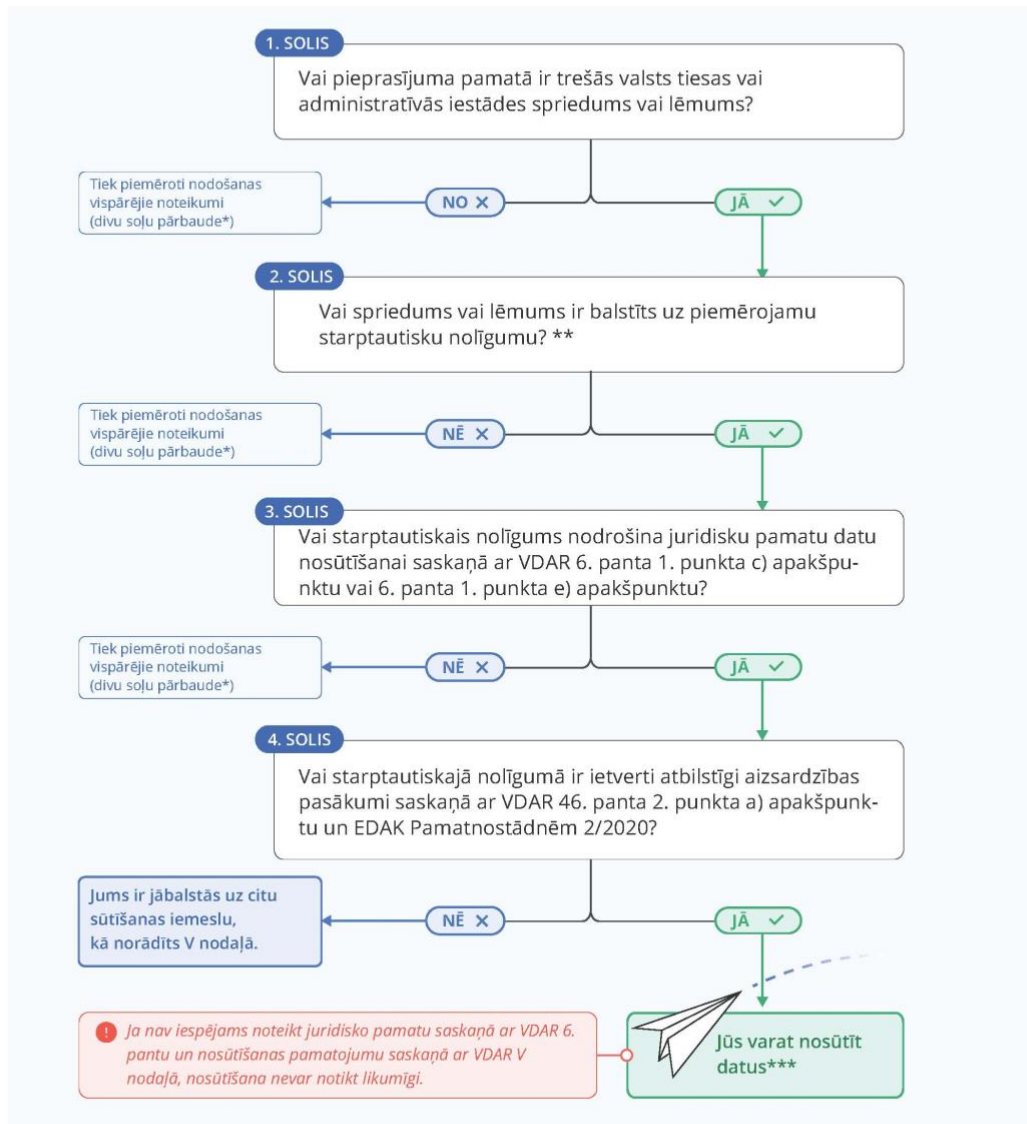 1. SOLIS
Vai pieprasījuma pamatā ir trešās valsts tiesas vai
administratīvās iestādes spriedums vai lēmums?
Tiek piemēroti nodošanas
vispārējie noteikumi
(divu soļu pārbaude*)
NO
JĀ
2. SOLIS
Vai spriedums vai lēmums ir balstīts uz piemērojamu
starptautisku nolīgumu? **
Tiek piemēroti nodošanas
vispārējie noteikumi
(divu soļu pārbaude*)
NĒ
JĀ
3. SOLIS
Vai starptautiskais nolīgums nodrošina juridisku pamatu datu
nosūtīšanai saskaņā ar VDAR 6. panta 1. punkta c) apakšpu-
nktu vai 6. panta 1. punkta e) apakšpunktu?
Tiek piemēroti nodošanas
vispārējie noteikumi
(divu soļu pārbaude*)
NĒ
JĀ
4. SOLIS
Vai starptautiskajā nolīgumā ir ietverti atbilstīgi aizsardzības
pasākumi saskaņā ar VDAR 46. panta 2. punkta a) apakšpunk-
tu un EDAK Pamatnostādnēm 2/2020?
Jums ir jābalstās uz citu
sūtīšanas iemeslu,
kā norādīts V nodaļā.
NĒ
JĀ
Ja nav iespējams noteikt juridisko pamatu saskaņā ar VDAR 6.
pantu un nosūtīšanas pamatojumu saskaņā ar VDAR V
nodaļā, nosūtīšana nevar notikt likumīgi.
Jūs varat nosūtīt
datus***